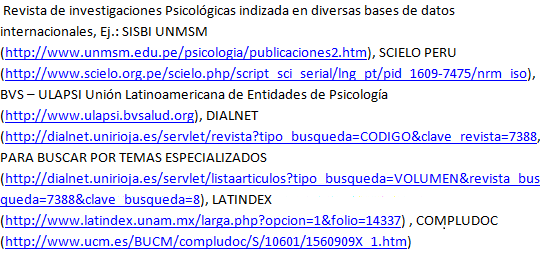 Revista de investigaciones Psicológicas indizada en diversas bases de datos
internacionales, Ej.: SISBI UNMSM
(http://www.unmsm.edu.pe/psicologia/publicaciones2.htm), SCIELO PERU
(http://www.scielo.org.pe/scielo.php/script_sci_serial/lng_pt/pid_1609-7475/nrm_iso),
BVS – ULAPSI Unión Latinoamericana de Entidades de Psicología
(http://www.ulapsi.bvsalud.org), DIALNET
(http://dialnet.unirioja.es/servlet/revista?tipo_busqueda=CODIGO&clave_revista=7388,
PARA BUSCAR POR TEMAS ESPECIALIZADOS
(http://dialnet.unirioja.es/servlet/listaarticulos?tipo_busqueda=VOLUMEN&revista_bus
queda=7388&clave_busqueda=8), LATINDEX
(http://www.latindex.unam.mx/larga.php?opcion=1&folio=14337) , COMPLUDOC
(http://www.ucm.es/BUCM/compludoc/S/10601/1560909X_1.htm)